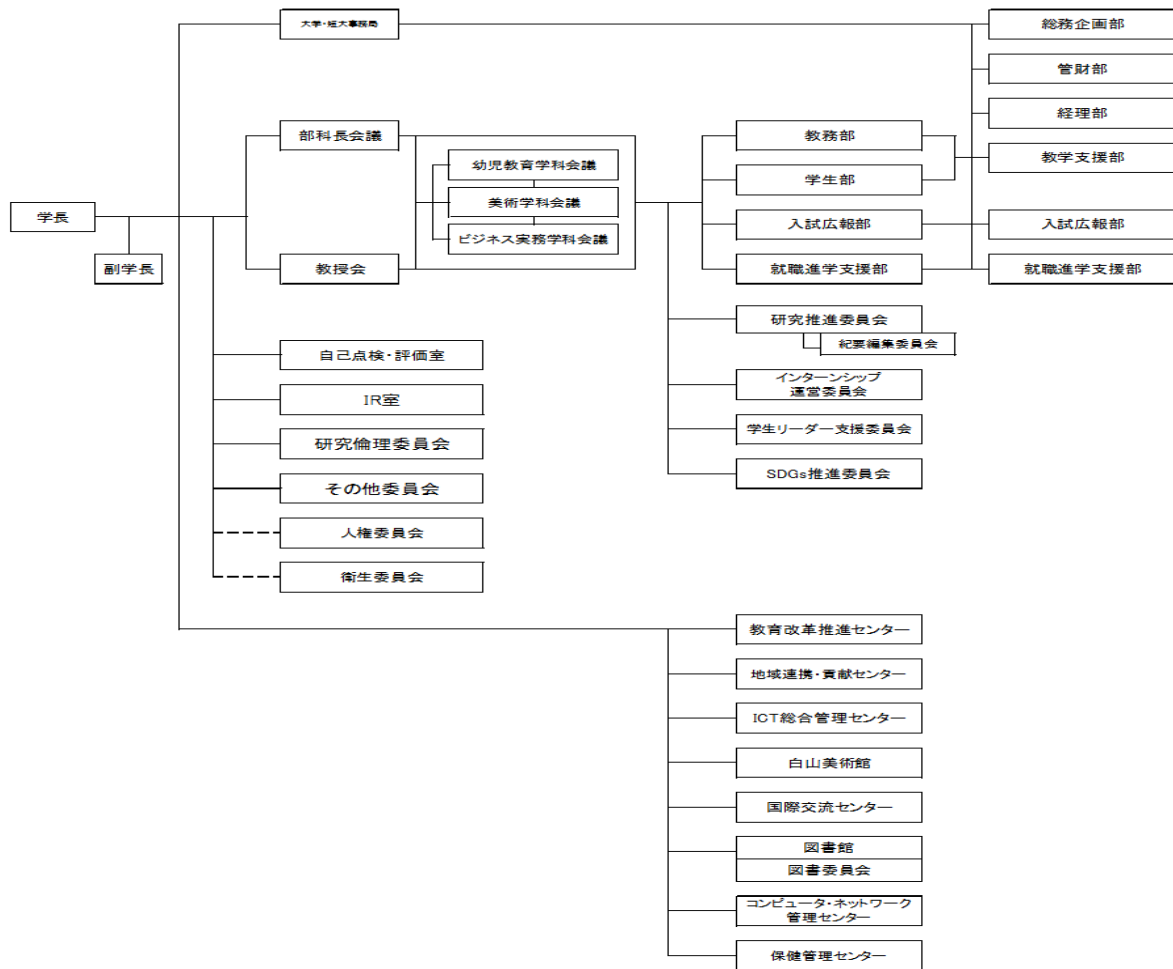 大学・短大事務局
総務企画部
管財部
経理部
部科長会議
教務部
幼児教育学科会議
教学支援部
学生部
美術学科会議
学長
入試広報部
入試広報部
ビジネス実務学科会議
副学長
教授会
就職進学支援部
就職進学支援部
研究推進委員会
紀要編集委員会
自己点検・評価室
インターンシップ
運営委員会
IR室
学生リーダー支援委員会
研究倫理委員会
SDGs推進委員会
その他委員会
人権委員会
衛生委員会
教育改革推進センター
地域連携・貢献センター
ICT総合管理センター
白山美術館
国際交流センター
図書館
図書委員会
コンピュータ・ネットワーク
管理センター
保健管理センター